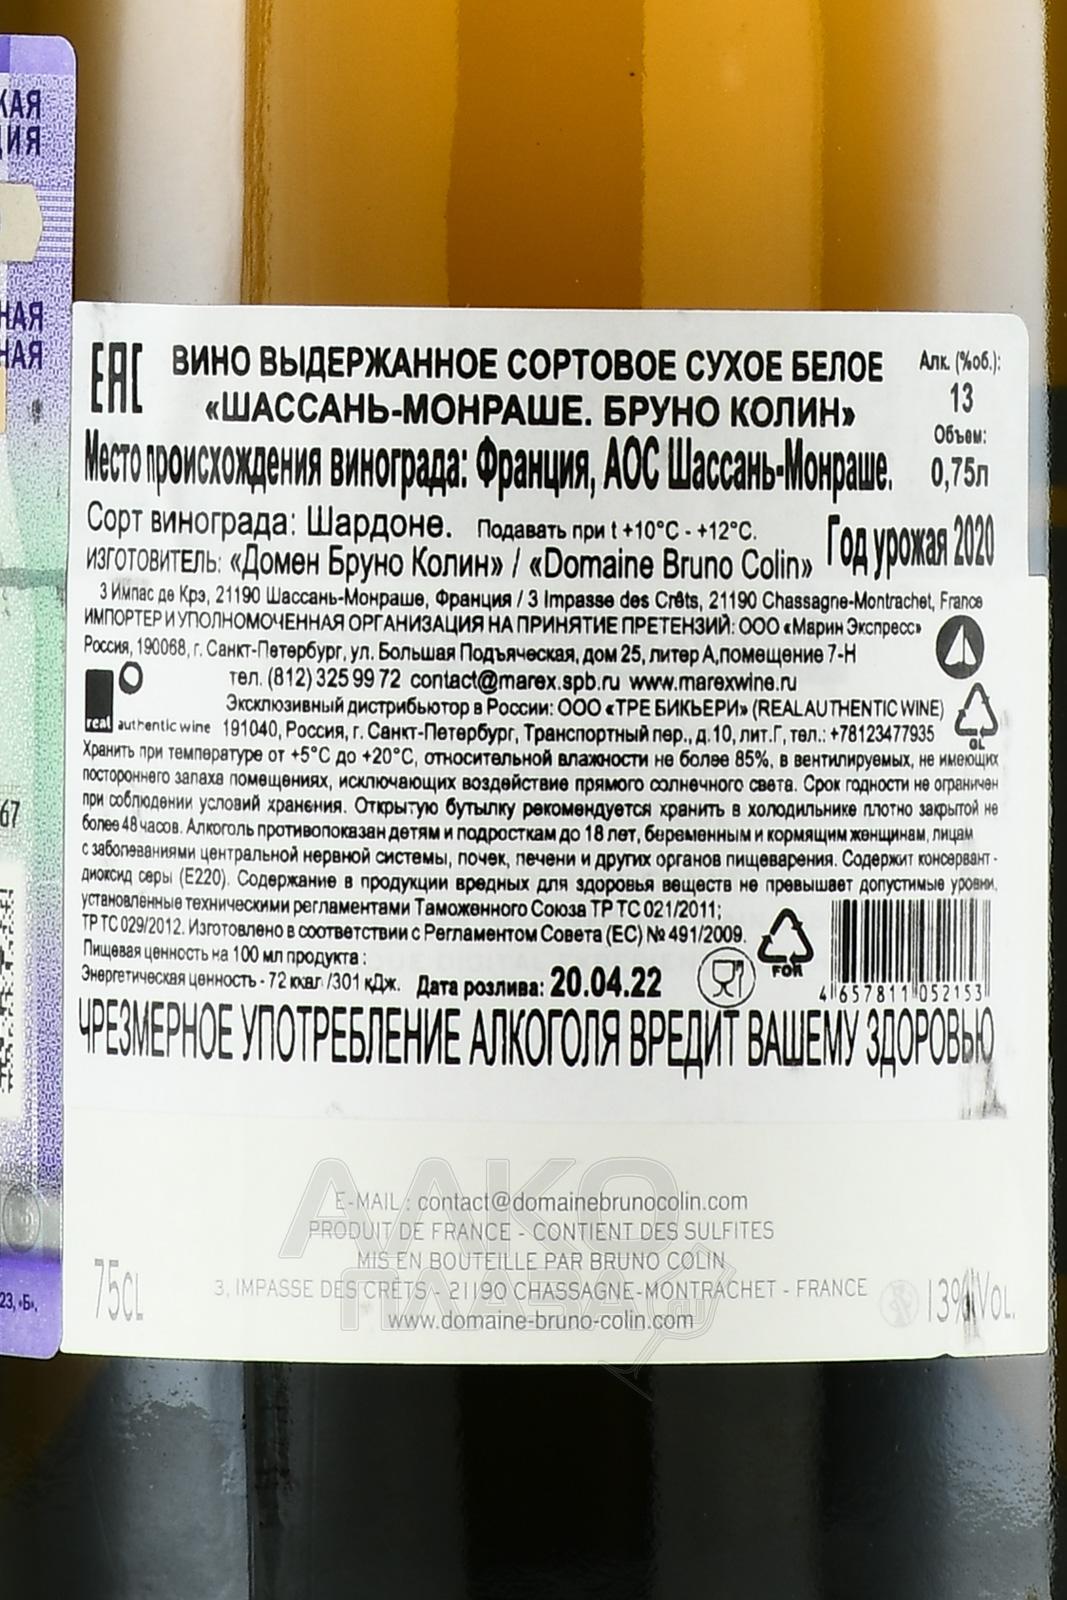 КАЯ
ЦИЯ
НАЯ
НАЯ
67
23, «Б»,
ЕАС
ВИНО ВЫДЕРЖАННОЕ СОРТОВОЕ СУХОЕ БЕЛОЕ
«ШАССАНЬ-МОНРАШЕ. БРУНО КОЛИН»
Алк. (%об.):
13
Объем:
0,75л
Место происхождения винограда: Франция, АОС Шассань-Монраше.
Сорт винограда: Шардоне. Подавать при t +10°C - +12°C.
Год урожая 2020
ИЗГОТОВИТЕЛЬ: «Домен Бруно Колин» / «Domaine Bruno Colin»
3 Импас де Крэ, 21190 Шассань-Монраше, Франция / 3 Impasse des Crêts, 21190 Chassagne-Montrachet, France
ИМПОРТЕР И УПОЛНОМОЧЕННАЯ ОРГАНИЗАЦИЯ НА ПРИНЯТИЕ ПРЕТЕНЗИЙ: ООО «Марин Экспресс»
Россия, 190068, г. Санкт-Петербург, ул. Большая Подъяческая, дом 25, литер А,помещение 7-Н
тел. (812) 325 99 72 contact@marex.spb.ru www.marexwine.ru
Эксклюзивный дистрибьютор в России: ООО «ТРЕ БИКЬЕРИ» (REAL AUTHENTIC WINE)
real authentic wine
191040, Россия, г. Санкт-Петербург, Транспортный пер., д.10, лит.Г, тел.: +78123477935
GL
Хранить при температуре от +5°C до +20°C, относительной влажности не более 85%, в вентилируемых, не имеющих
постороннего запаха помещениях, исключающих воздействие прямого солнечного света. Срок годности не ограничен
при соблюдении условий хранения. Открытую бутылку рекомендуется хранить в холодильнике плотно закрытой не
более 48 часов. Алкоголь противопоказан детям и подросткам до 18 лет, беременным и кормящим женщинам, лицам
с заболеваниями центральной нервной системы, почек, печени и других органов пищеварения. Содержит консервант -
диоксид серы (Е220). Содержание в продукции вредных для здоровья веществ не превышает допустимые уровни,
установленные техническими регламентами Таможенного Союза ТР ТС 021/2011;
ТР ТС 029/2012. Изготовлено в соответствии с Регламентом Совета (ЕС) № 491/2009.
Пищевая ценность на 100 мл продукта :
Энергетическая ценность - 72 ккал /301 кДж. Дата розлива: 20.04.22
FOR
4 657811 052153
ЧРЕЗМЕРНОЕ УПОТРЕБЛЕНИЕ АЛКОГОЛЯ ВРЕДИТ ВАШЕМУ ЗДОРОВЬЮ
АЛКО
ПЛАЗА.ru
E-MAIL : contact@domainebrunocolin.com
PRODUIT DE FRANCE - CONTIENT DES SULFITES
MIS EN BOUTEILLE PAR BRUNO COLIN
3, IMPASSE DES CRÊTS - 21190 CHASSAGNE-MONTRACHET - FRANCE
www.domaine-bruno-colin.com
75CL
13% VOL.